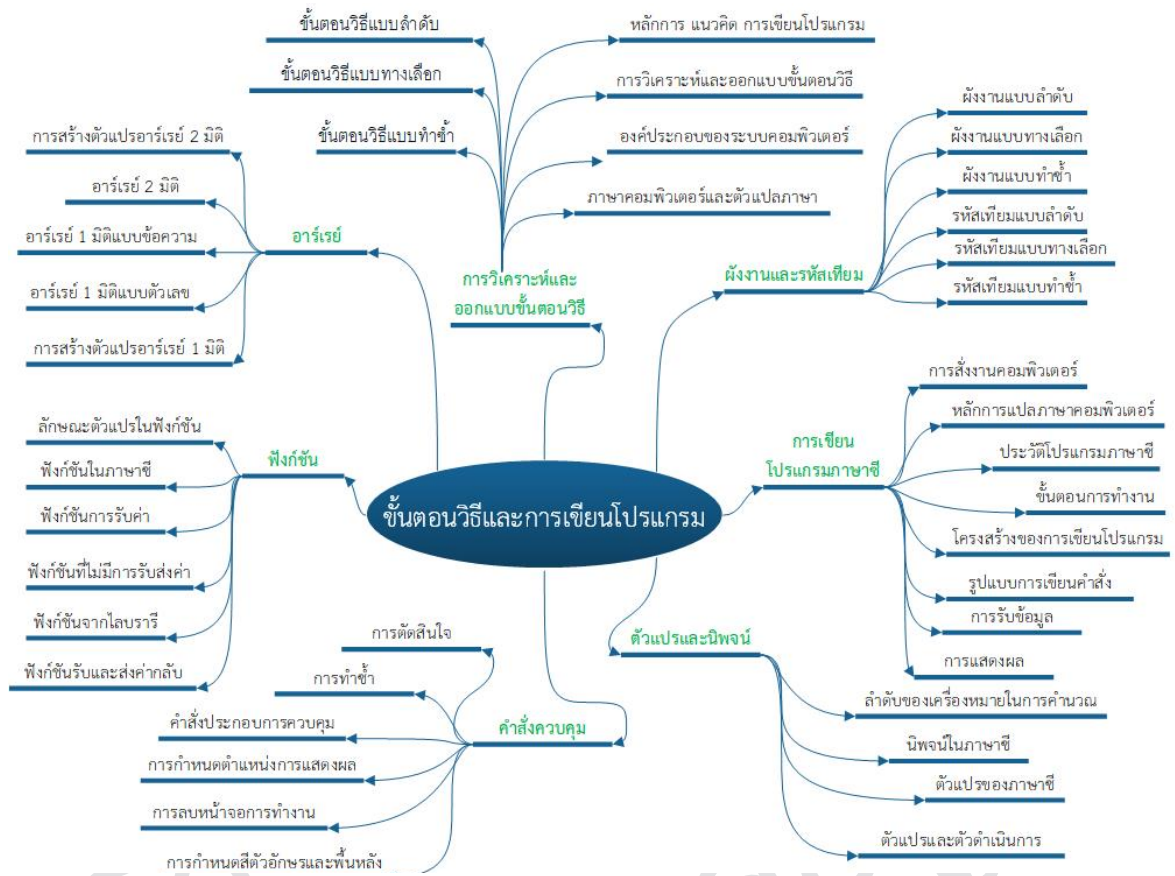 ขั้นตอนวิธีแบบลำดับ
ขั้นตอนวิธีแบบทางเลือก
ขั้นตอนวิธีแบบทำซ้ำ
หลักการ แนวคิด การเขียนโปรแกรม
การวิเคราะห์และออกแบบขั้นตอนวิธี
องค์ประกอบของระบบคอมพิวเตอร์
ภาษาคอมพิวเตอร์และตัวแปลภาษา
การวิเคราะห์และ
ออกแบบขั้นตอนวิธี
ผังงานแบบลำดับ
ผังงานแบบทางเลือก
ผังงานแบบทำซ้ำ
รหัสเทียมแบบลำดับ
รหัสเทียมแบบทางเลือก
รหัสเทียมแบบทำซ้ำ
ผังงานและรหัสเทียม
การสร้างตัวแปรอาร์เรย์ 2 มิติ
อาร์เรย์ 2 มิติ
อาร์เรย์ 1 มิติแบบข้อความ
อาร์เรย์ 1 มิติแบบตัวเลข
การสร้างตัวแปรอาร์เรย์ 1 มิติ
อาร์เรย์
ลักษณะตัวแปรในฟังก์ชัน
ฟังก์ชันในภาษาซี
ฟังก์ชันการรับค่า
ฟังก์ชันที่ไม่มีการรับส่งค่า
ฟังก์ชันจากไลบรารี
ฟังก์ชันรับและส่งค่ากลับ
ฟังก์ชัน
ขั้นตอนวิธีและการเขียนโปรแกรม
การเขียน
โปรแกรมภาษาซี
การสั่งงานคอมพิวเตอร์
หลักการแปลภาษาคอมพิวเตอร์
ประวัติโปรแกรมภาษาซี
ขั้นตอนการทำงาน
โครงสร้างของการเขียนโปรแกรม
รูปแบบการเขียนคำสั่ง
การรับข้อมูล
การแสดงผล
ตัวแปรและนิพจน์
ลำดับของเครื่องหมายในการคำนวณ
นิพจน์ในภาษาซี
ตัวแปรของภาษาซี
ตัวแปรและตัวดำเนินการ
การตัดสินใจ
การทำซ้ำ
คำสั่งประกอบการควบคุม
การกำหนดตำแหน่งการแสดงผล
การลบหน้าจอการทำงาน
การกำหนดสีตัวอักษรและพื้นหลัง
คำสั่งควบคุม